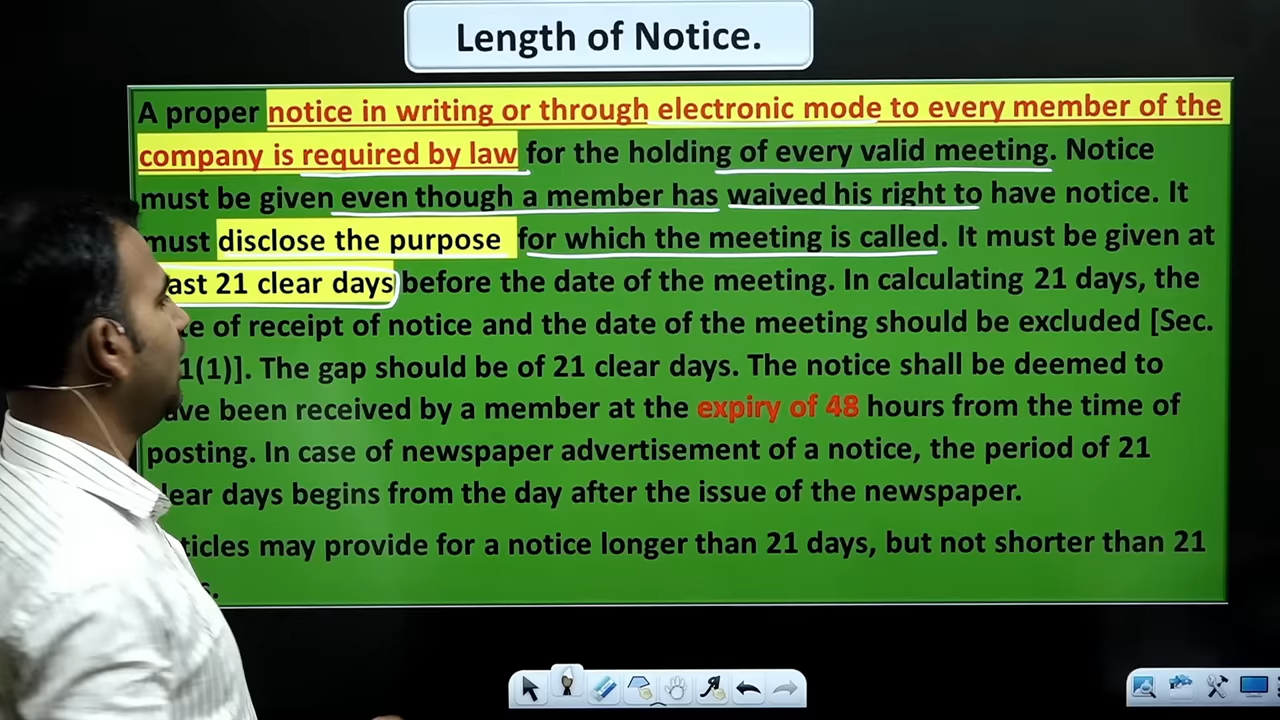 Length of Notice.
A proper notice in writing or through electronic mode to every member of the
company is required by law for the holding of every valid meeting. Notice
must be given even though a member has waived his right to have notice. It
must disclose the purpose for which the meeting is called. It must be given at
21 clear days before the date of the meeting. In calculating 21 days, the
of receipt of notice and the date of the meeting should be excluded [Sec.
1(1)]. The gap should be of 21 clear days. The notice shall be deemed to
been received by a member at the expiry of 48 hours from the time of
posting. In case of newspaper advertisement of a notice, the period of 21
clear days begins from the day after the issue of the newspaper.
may provide for a notice longer than 21 days, but not shorter than 21